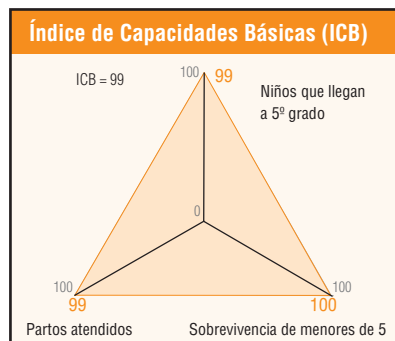 Índice de Capacidades Básicas (ICB)
ICB = 99
100
99
Niños que llegan
a 5º grado
0
100
100
99
100
Partos atendidos
Sobrevivencia de menores de 5